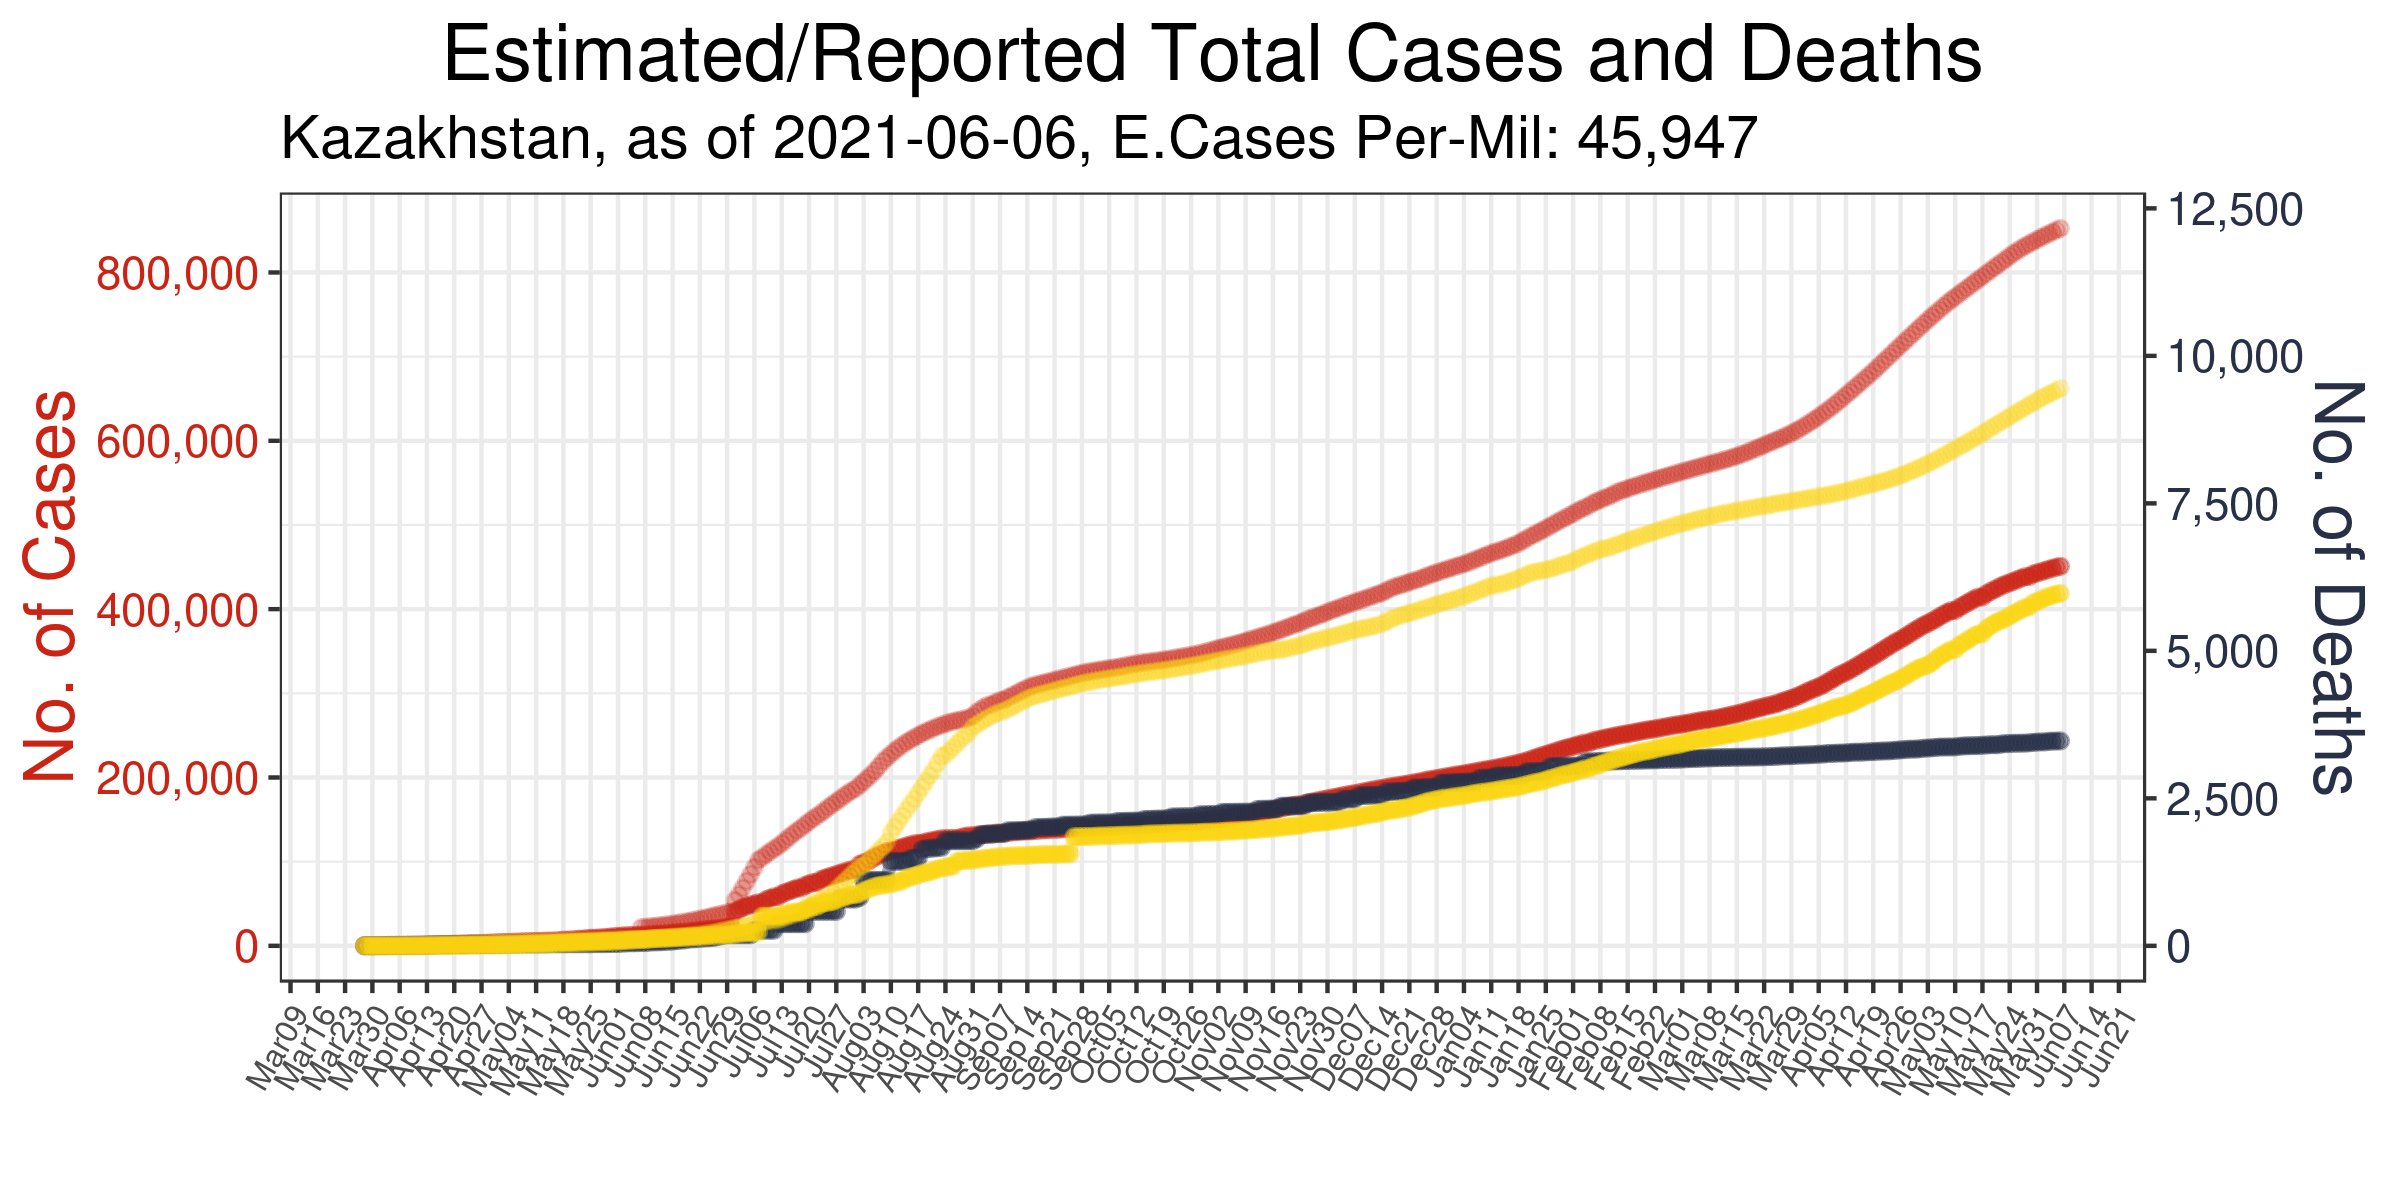 Estimated/Reported Total Cases and Deaths
Kazakhstan, as of 2021-06-06, E.Cases Per-Mil: 45,947
No. of Cases
800,000
600,000
400,000
200,000
0
12,500
10,000
7,500
5,000
2,500
0
No. of Deaths
Mar09
Mar16
Mar23
Mar30
Apr06
Apr13
Apr20
Apr27
May04
May11
May18
May25
Jun01
Jun08
Jun15
Jun22
Jun29
Jul06
Jul13
Jul20
Jul27
Aug03
Aug10
Aug17
Aug24
Aug31
Sep07
Sep14
Sep21
Sep28
Oct05
Oct12
Oct19
Oct26
Nov02
Nov09
Nov16
Nov23
Nov30
Dec07
Dec14
Dec21
Dec28
Jan04
Jan11
Jan18
Jan25
Feb01
Feb08
Feb15
Feb22
Mar01
Mar08
Mar15
Mar22
Mar29
Apr05
Apr12
Apr19
Apr26
May03
May10
May17
May24
May31
Jun07
Jun14
Jun21